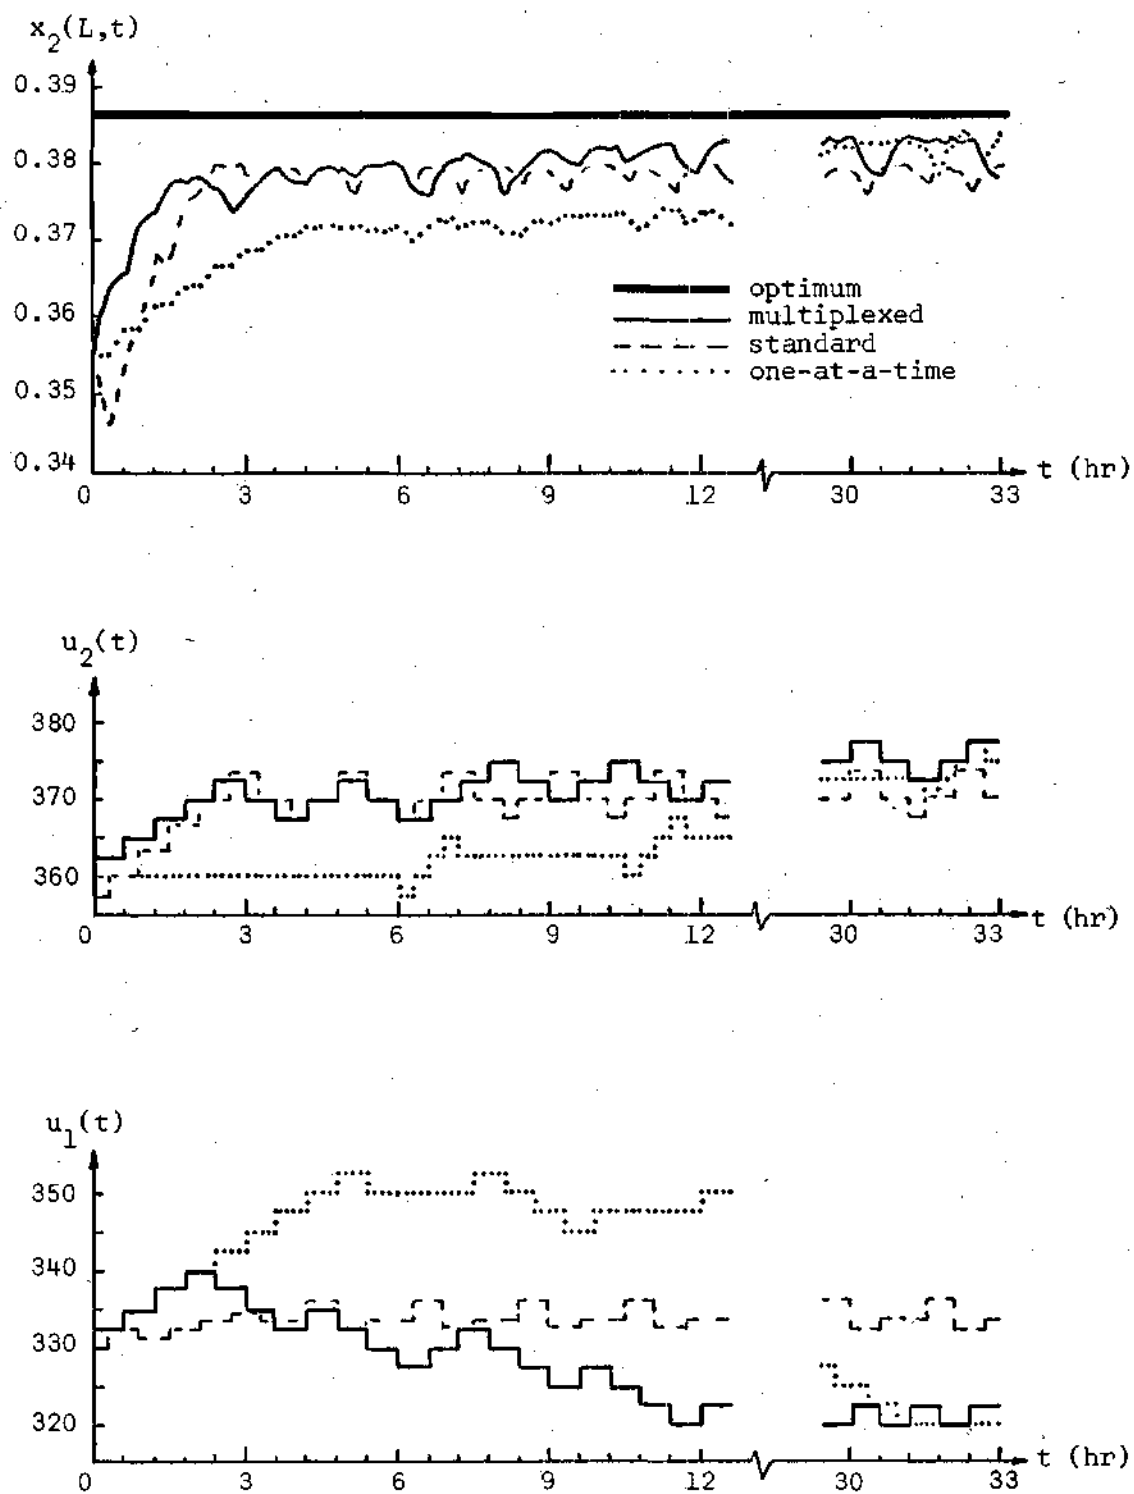 x₂(L,t)
0.39
0.38
0.37
0.36
0.35
0.34
optimum
multiplexed
standard
one-at-a-time
0 3 6 9 12 30 33 t (hr)
u₂(t)
380
370
360
0 3 6 9 12 30 33 t (hr)
u₁(t)
350
340
330
320
0 3 6 9 12 30 33 t (hr)